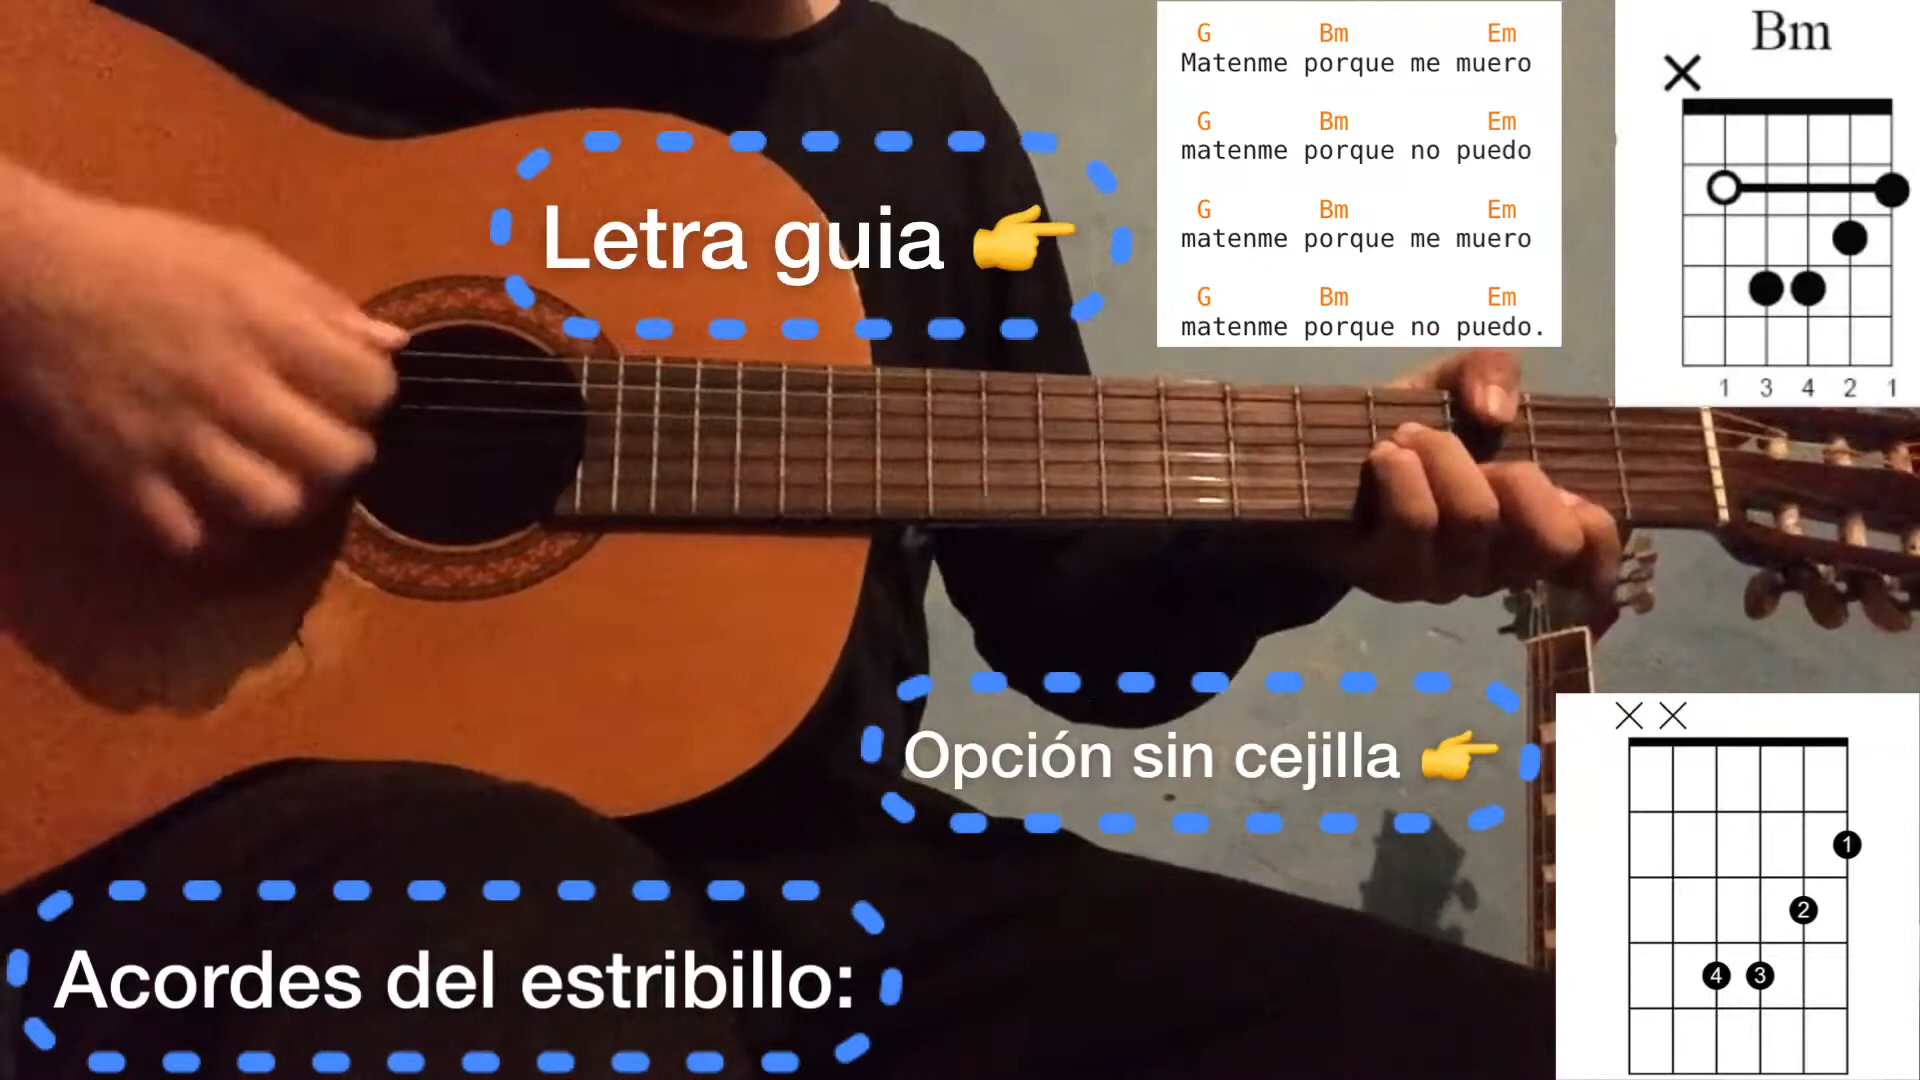 G Bm Em
Matenme porque me muero
G Bm Em
matenme porque no puedo
G Bm Em
matenme porque me muero
G Bm Em
matenme porque no puedo.
Bm
1 3 4 2 1
Letra guia 👉
Opción sin cejilla 👉
1
2
4 3
Acordes del estribillo: